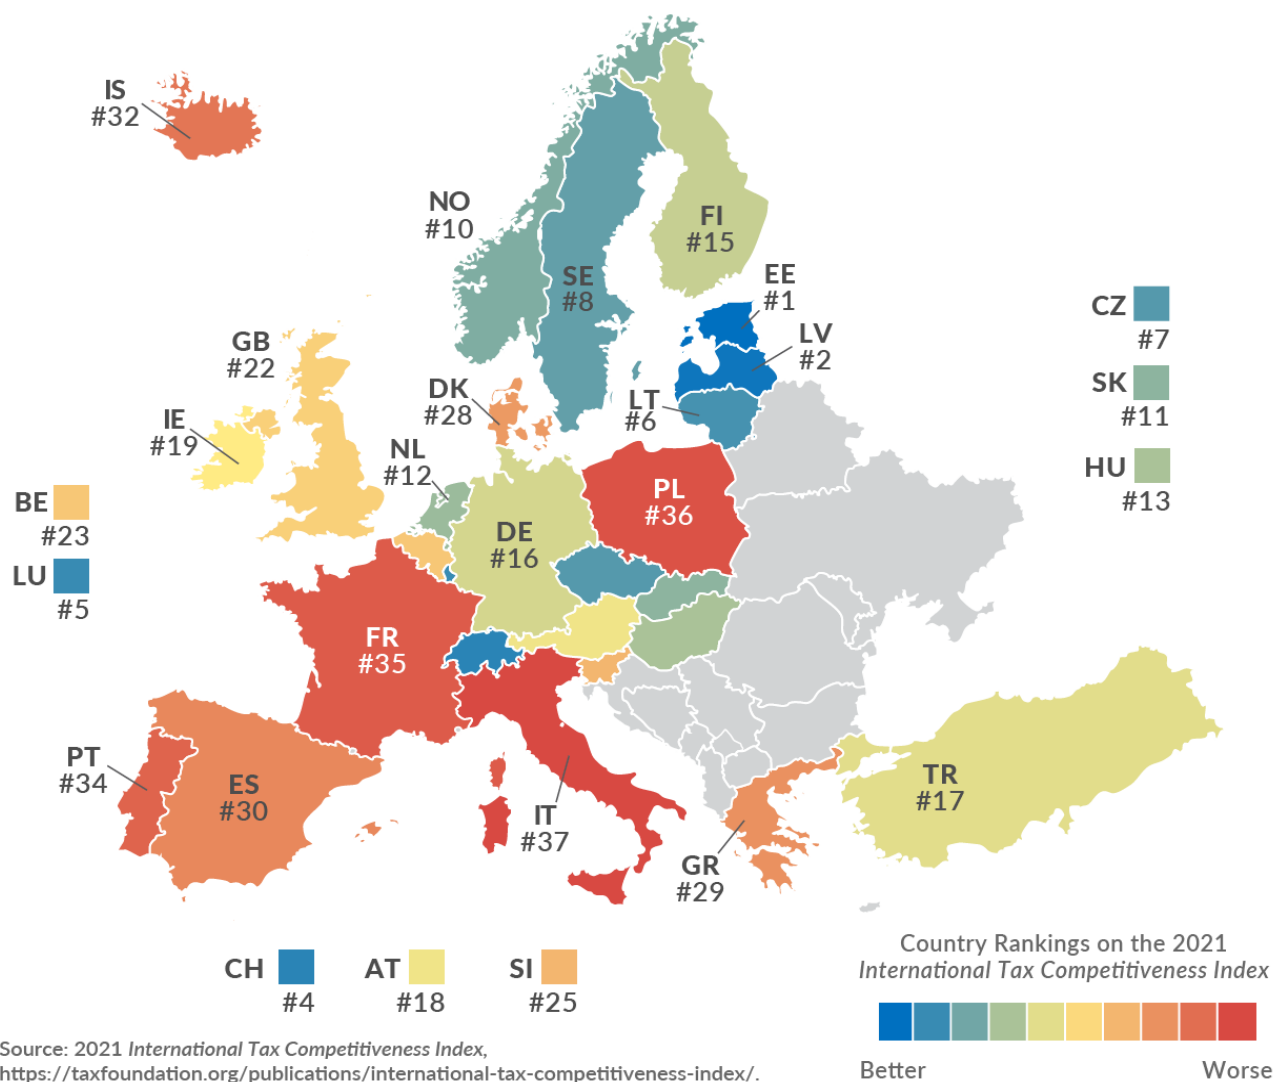 IS
#32
NO
#10
FI
#15
SE
#8
EE
#1
LV
#2
CZ
#7
GB
#22
DK
#28
LT
#6
SK
#11
IE
#19
NL
#12
HU
#13
BE
#23
PL
#36
DE
#16
LU
#5
FR
#35
PT
#34
ES
#30
IT
#37
TR
#17
GR
#29
CH
#4
AT
#18
SI
#25
Country Rankings on the 2021
International Tax Competitiveness Index
Better
Worse
Source: 2021 International Tax Competitiveness Index,
https://taxfoundation.org/publications/international-tax-competitiveness-index/.